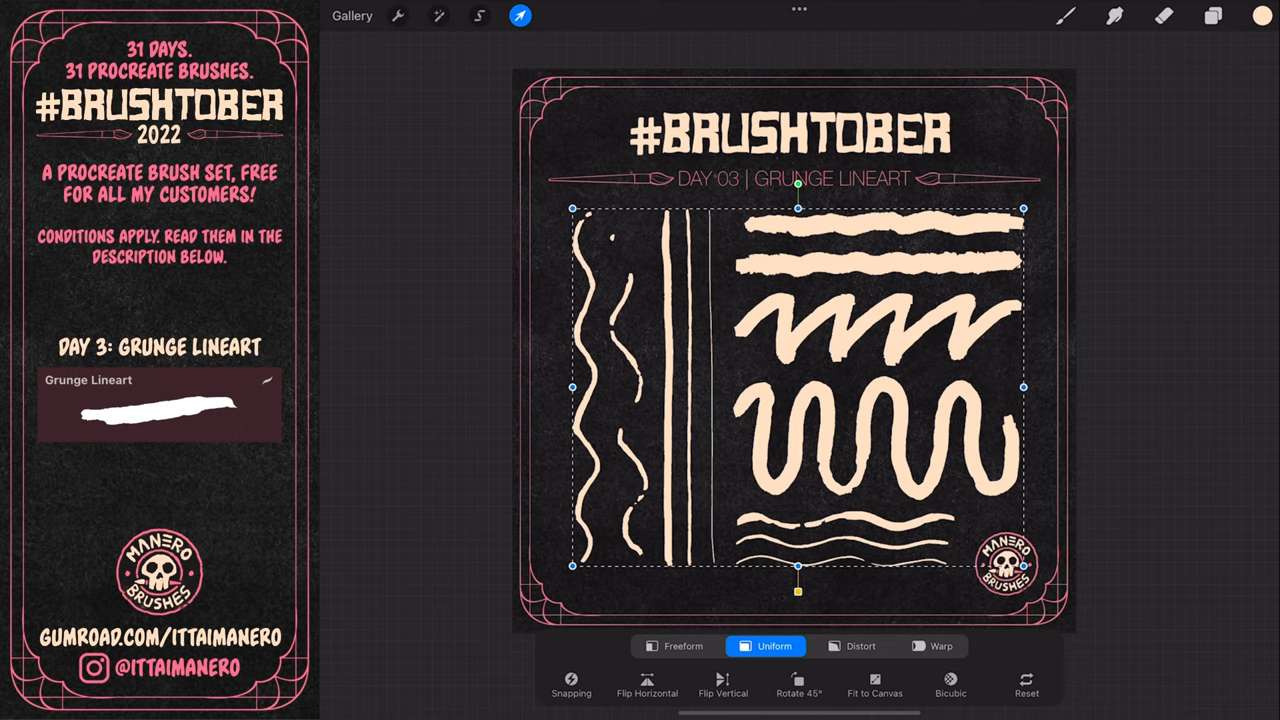 31 DAYS.
31 PROCREATE BRUSHES.
#BRUSHTOBER
2022
A PROCREATE BRUSH SET, FREE
FOR ALL MY CUSTOMERS!
CONDITIONS APPLY. READ THEM IN THE
DESCRIPTION BELOW.
DAY 3: GRUNGE LINEART
Grunge Lineart
MANERO
BRUSHES
GUMROAD.COM/ITTAIMANERO
@ITTAIMANERO
Gallery
#BRUSHTOBER
DAY 03 | GRUNGE LINEART
MANERO
BRUSHES
Freeform
Uniform
Distort
Warp
Snapping
Flip Horizontal
Flip Vertical
Rotate 45°
Fit to Canvas
Bicubic
Reset